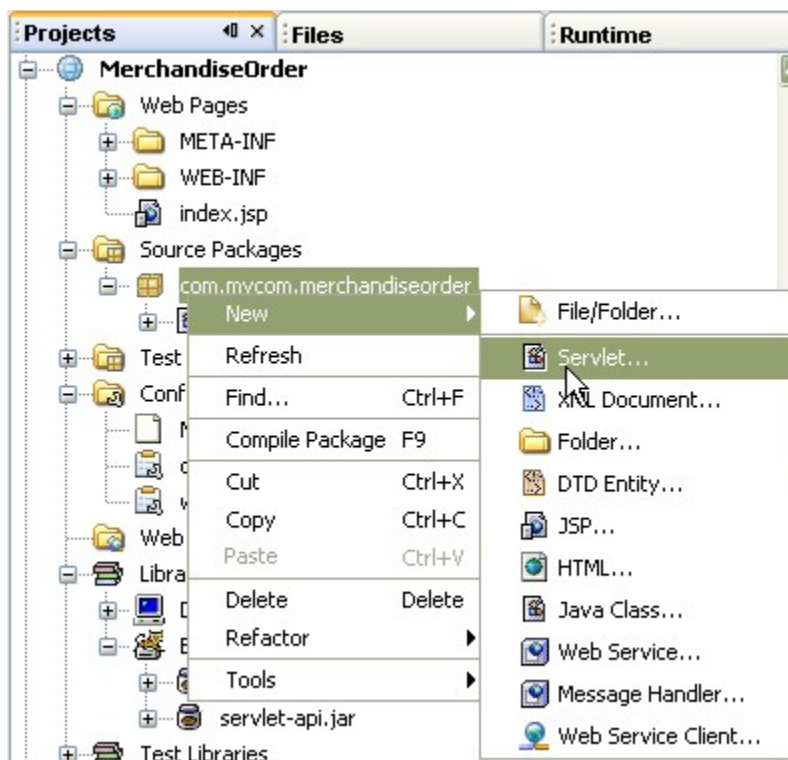 Projects
Files
Runtime
MerchandiseOrder
Web Pages
META-INF
WEB-INF
index.jsp
Source Packages
com.mycom.merchandiseorder
New
File/Folder...
Servlet...
Test
Refresh
Conf
Find... Ctrl+F
XML Document...
Compile Package F9
Folder...
Cut Ctrl+X
DTD Entity...
Copy Ctrl+C
JSP...
Web
Paste Ctrl+V
Libra
HTML...
Delete Delete
Java Class...
Refactor
Web Service...
Tools
Message Handler...
servlet-api.jar
Web Service Client...
Test Libraries